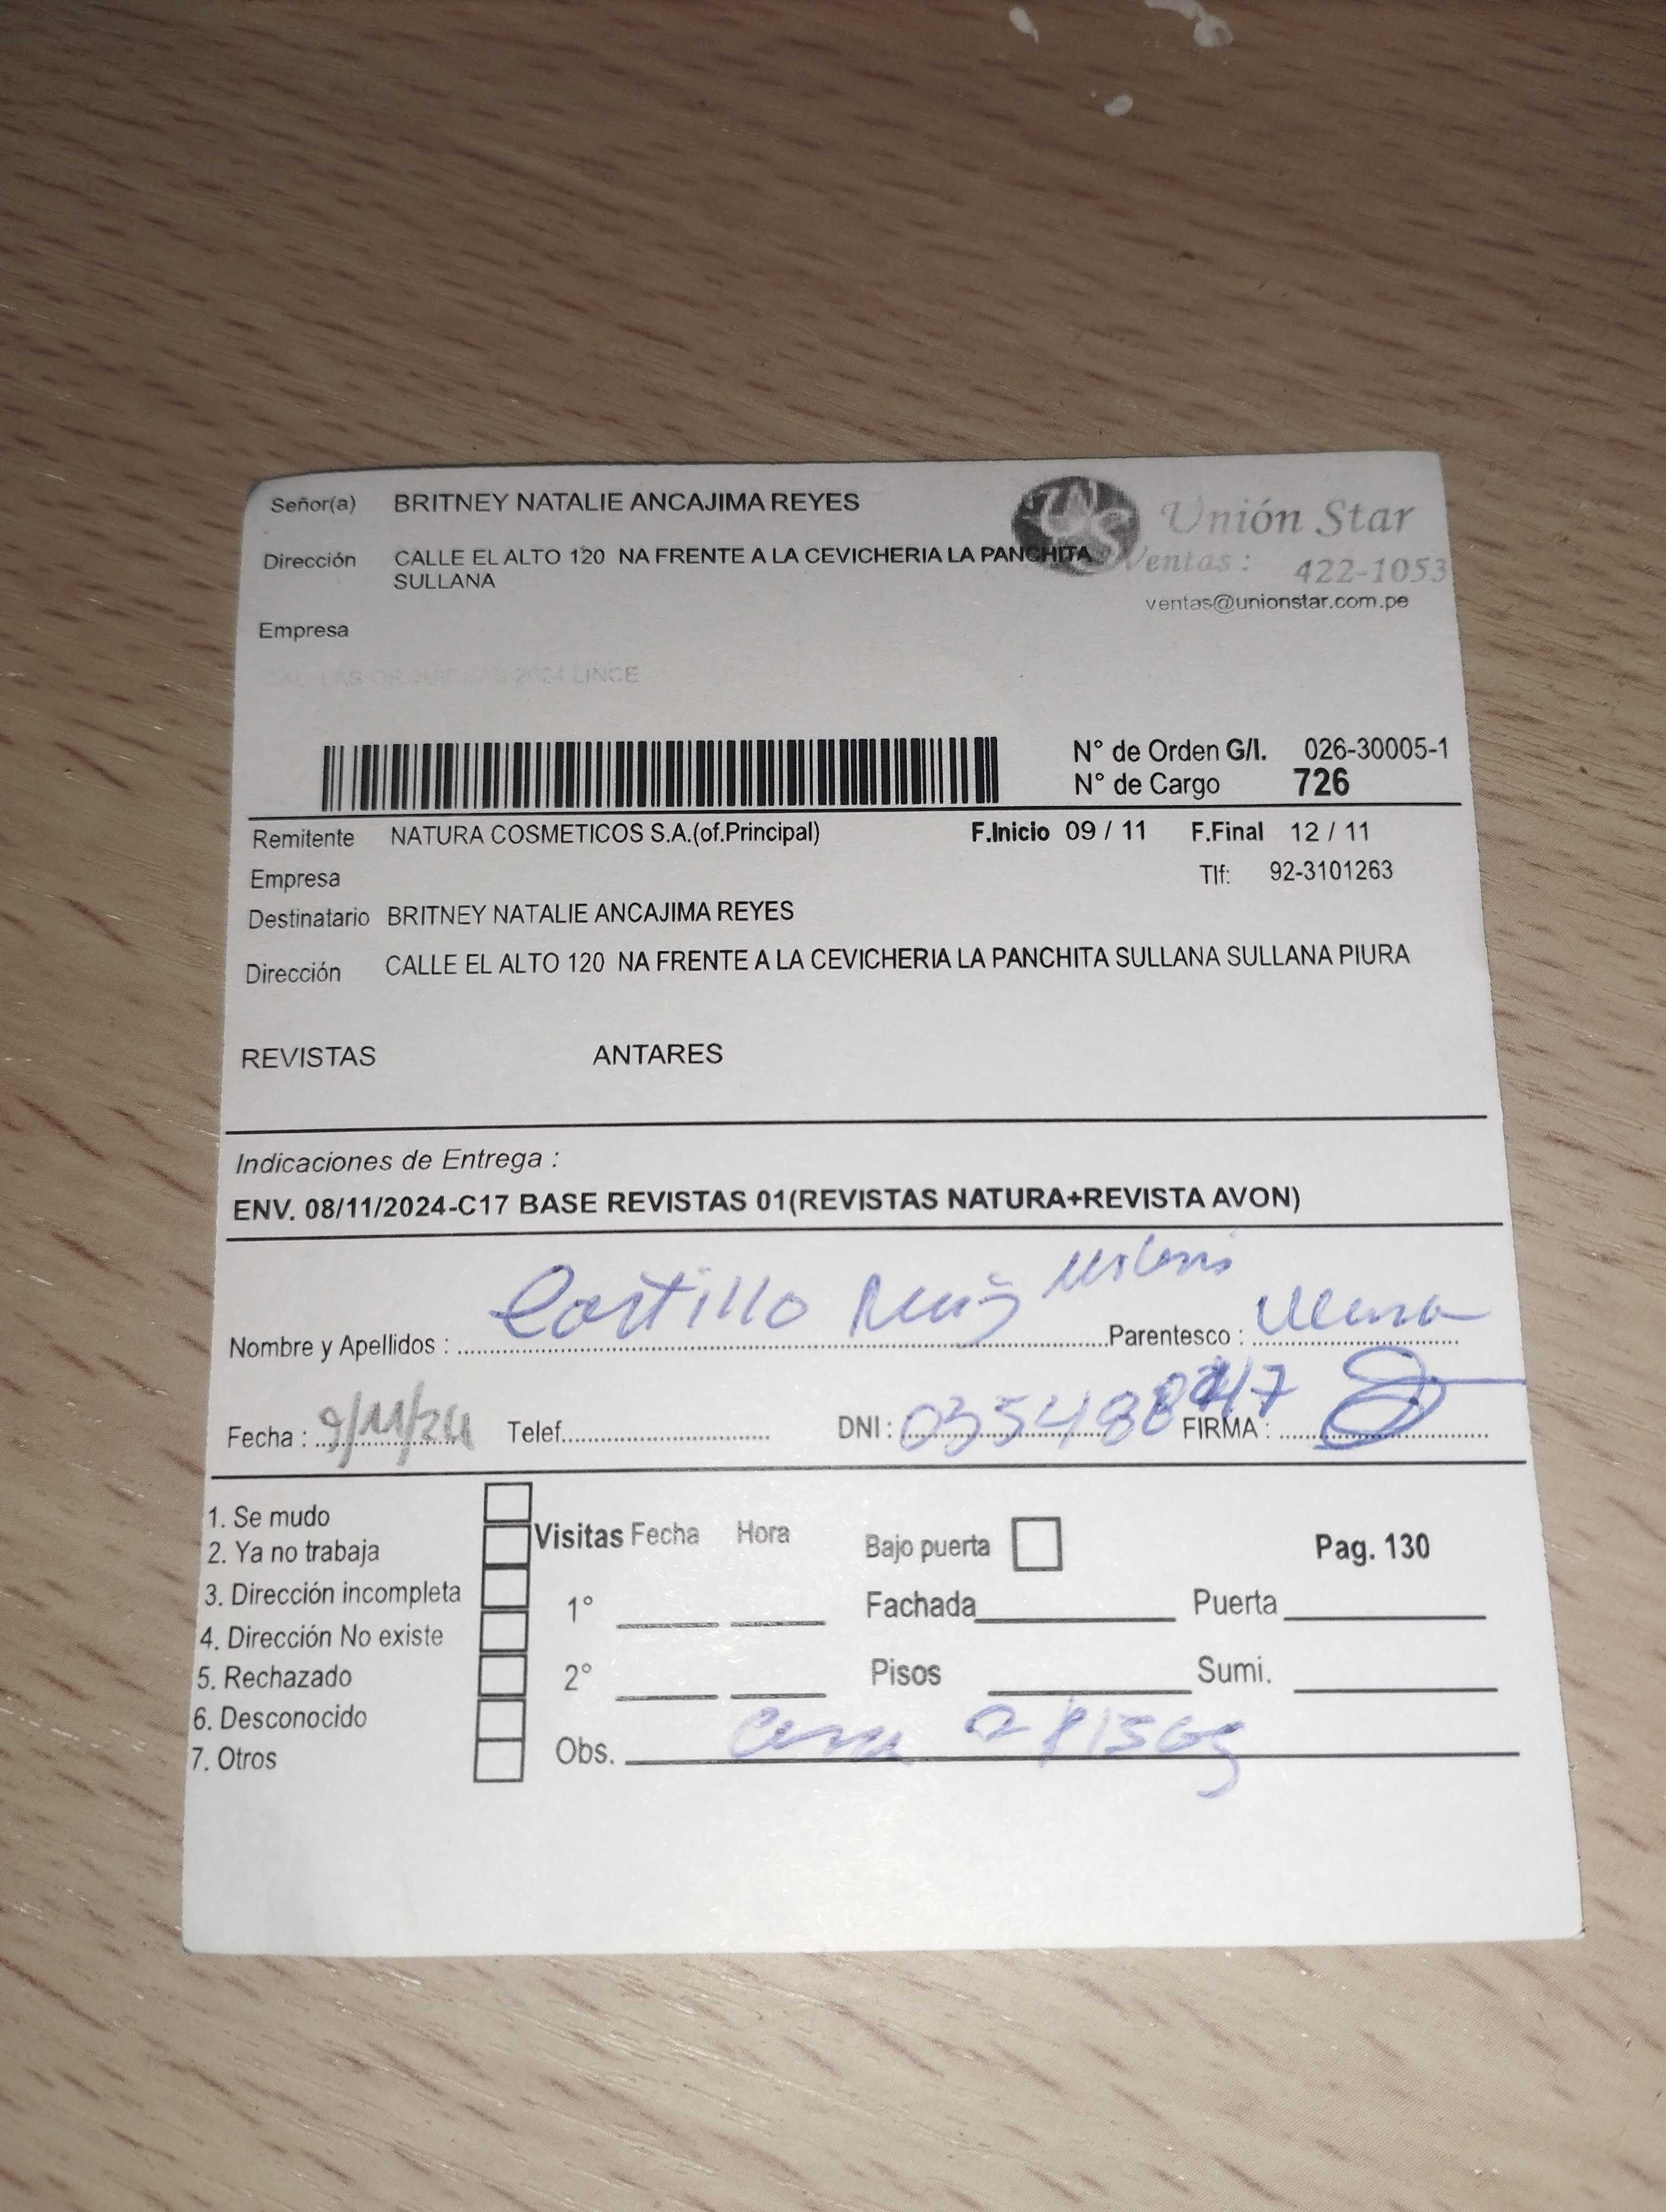 Señor(a) BRITNEY NATALIE ANCAJIMA REYES
Unión Star
Dirección CALLE EL ALTO 120 NA FRENTE A LA CEVICHERIA LA PANCHITA
SULLANA
Ventas : 422-1053
ventas@unionstar.com.pe
Empresa
2024 LINCE
N° de Orden G/I. 026-30005-1
N° de Cargo 726
Remitente NATURA COSMETICOS S.A.(of.Principal) F.Inicio 09 / 11 F.Final 12 / 11
Empresa Tlf: 92-3101263
Destinatario BRITNEY NATALIE ANCAJIMA REYES
Dirección CALLE EL ALTO 120 NA FRENTE A LA CEVICHERIA LA PANCHITA SULLANA SULLANA PIURA
REVISTAS ANTARES
Indicaciones de Entrega :
ENV. 08/11/2024-C17 BASE REVISTAS 01(REVISTAS NATURA+REVISTA AVON)
Nombre y Apellidos : Castillo Ruiz Parentesco :
Fecha : 9/11/24 Telef. DNI : FIRMA :
1. Se mudo
2. Ya no trabaja
3. Dirección incompleta
4. Dirección No existe
5. Rechazado
6. Desconocido
7. Otros
Visitas Fecha Hora Bajo puerta Pag. 130
1° Fachada Puerta
2° Pisos Sumi.
Obs. 2 pisos